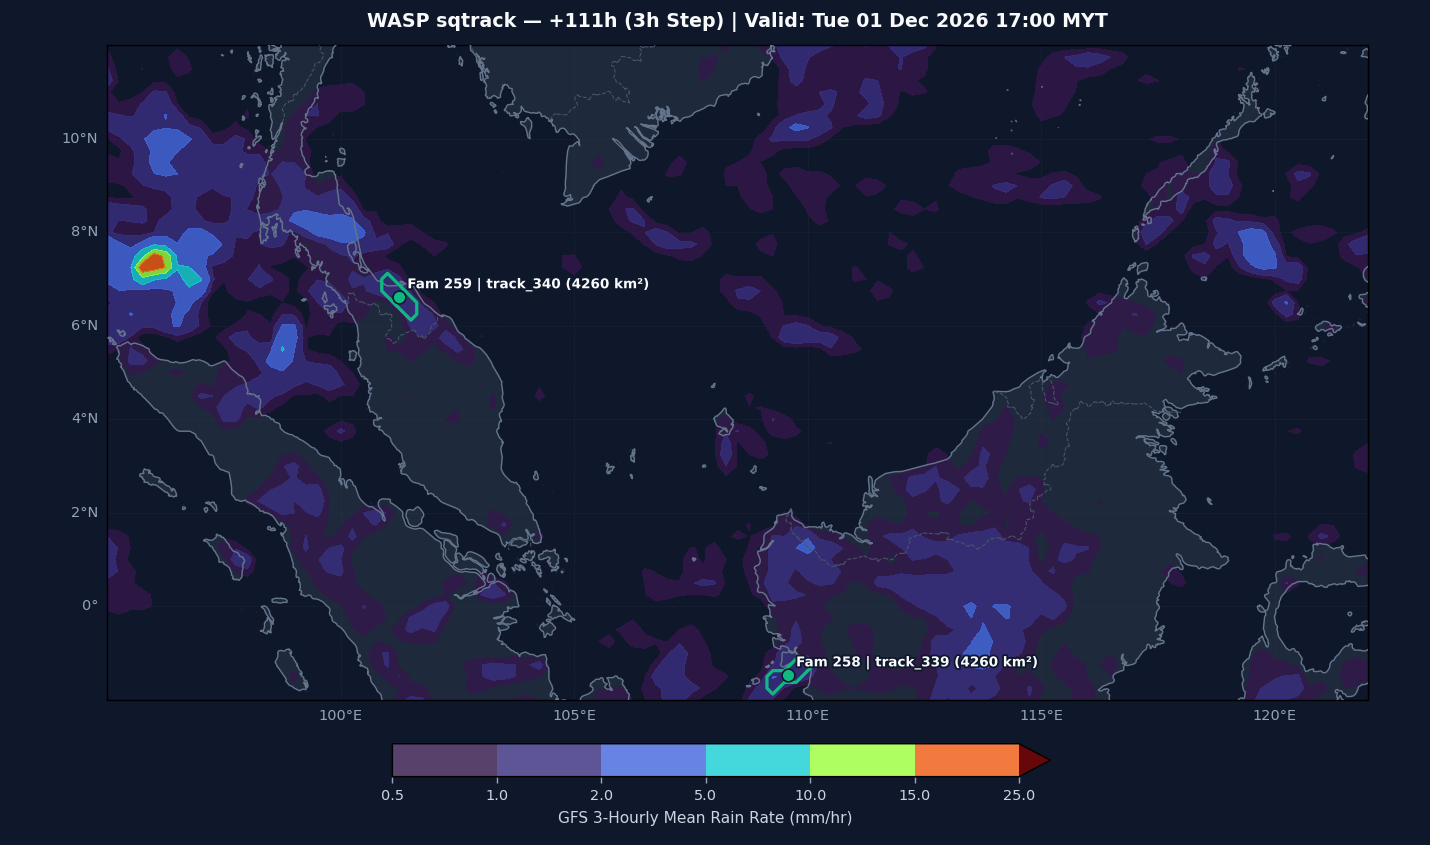 WASP sqtrack — +111h (3h Step) | Valid: Tue 01 Dec 2026 17:00 MYT
10°N
8°N
Fam 259 | track_340 (4260 km²)
6°N
4°N
2°N
0°
Fam 258 | track_339 (4260 km²)
100°E 105°E 110°E 115°E 120°E
0.5 1.0 2.0 5.0 10.0 15.0 25.0
GFS 3-Hourly Mean Rain Rate (mm/hr)